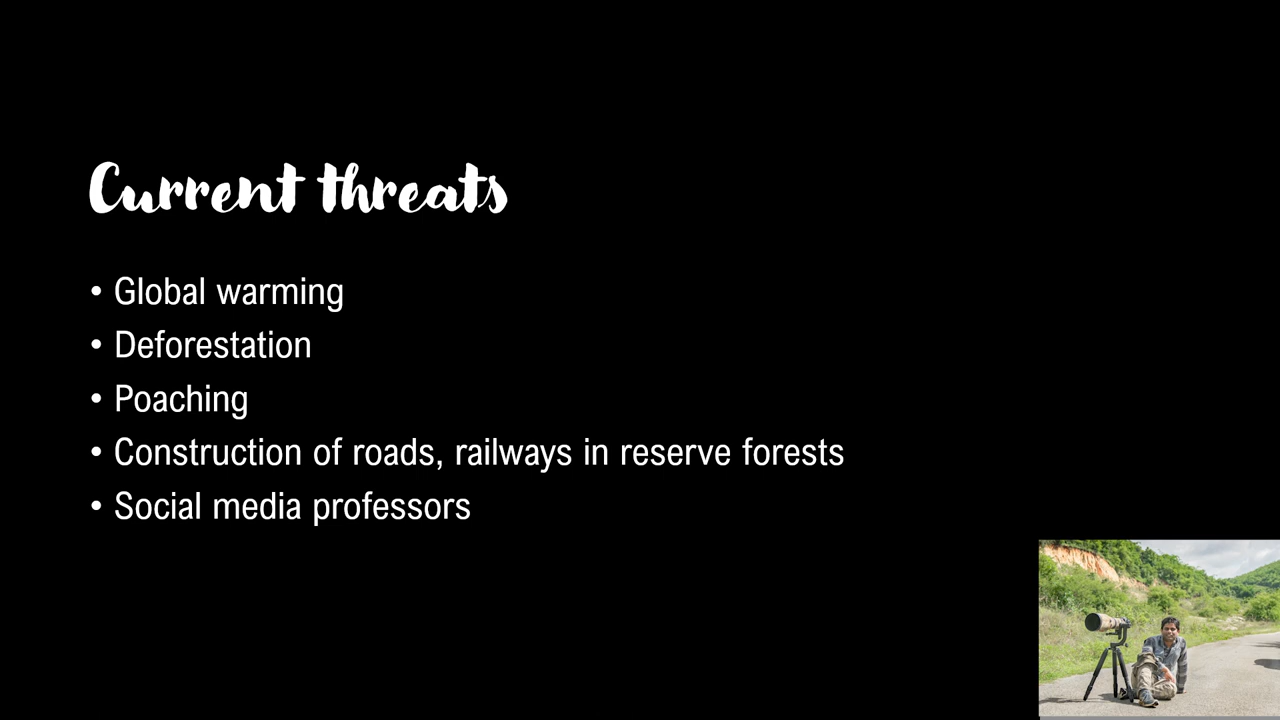 Current threats
• Global warming
• Deforestation
• Poaching
• Construction of roads, railways in reserve forests
• Social media professors